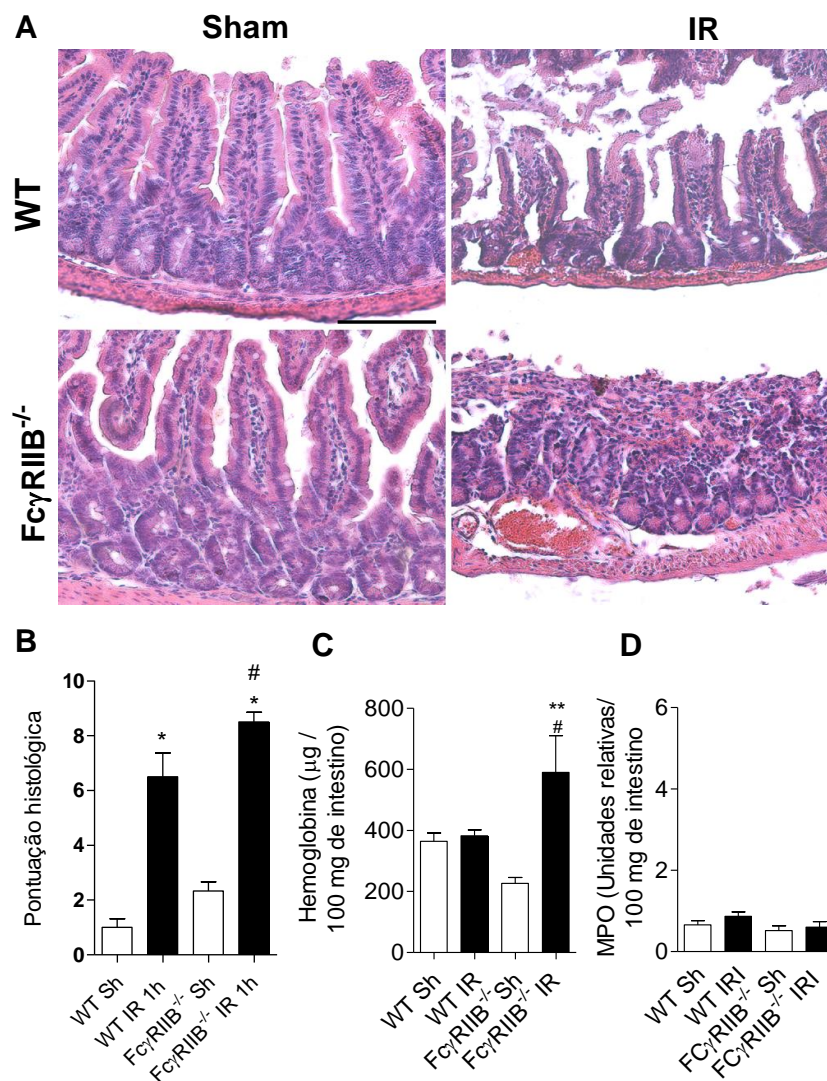 A
Sham
IR
WT
FcγRIIB-/-
B
C
D
Pontuação histológica
10
8
6
4
2
0
*
#
*
WT Sh
WT IR 1h
FcγRIIB-/- Sh
FcγRIIB-/- IR 1h
Hemoglobina (µg /
100 mg de intestino)
800
600
400
200
0
**
#
WT Sh
WT IR
FcγRIIB-/- Sh
FcγRIIB-/- IR
MPO (Unidades relativas/
100 mg de intestino
6
4
2
0
WT Sh
WT IRI
FCγRIIB-/- Sh
FCγRIIB-/- IRI